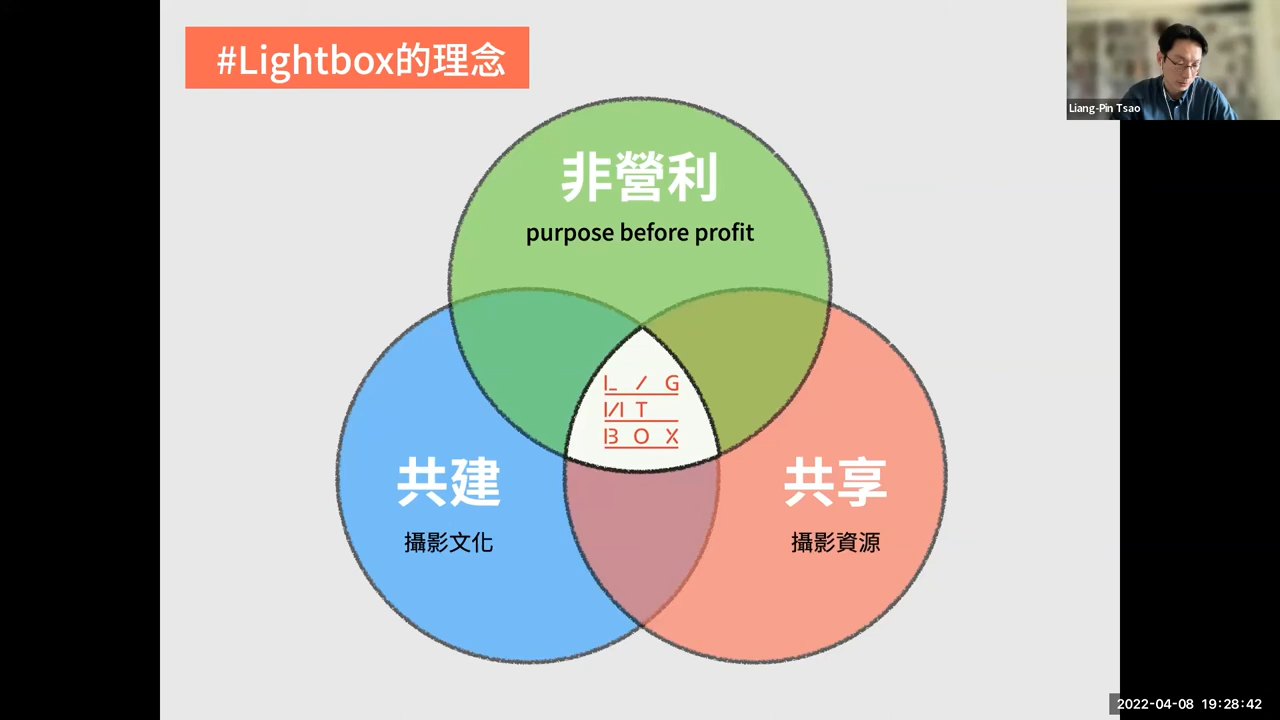 #Lightbox的理念
Liang-Pin Tsao
非營利
purpose before profit
L / G
H T
B O X
共建
攝影文化
共享
攝影資源
2022-04-08 19:28:42